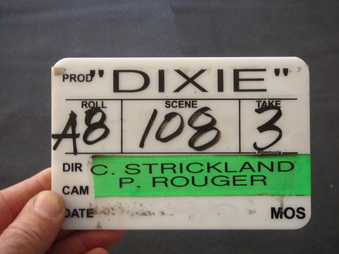 PROD "DIXIE"
ROLL SCENE TAKE
A8 108 3
DIR C. STRICKLAND
CAM P. ROUGER
DATE MOS